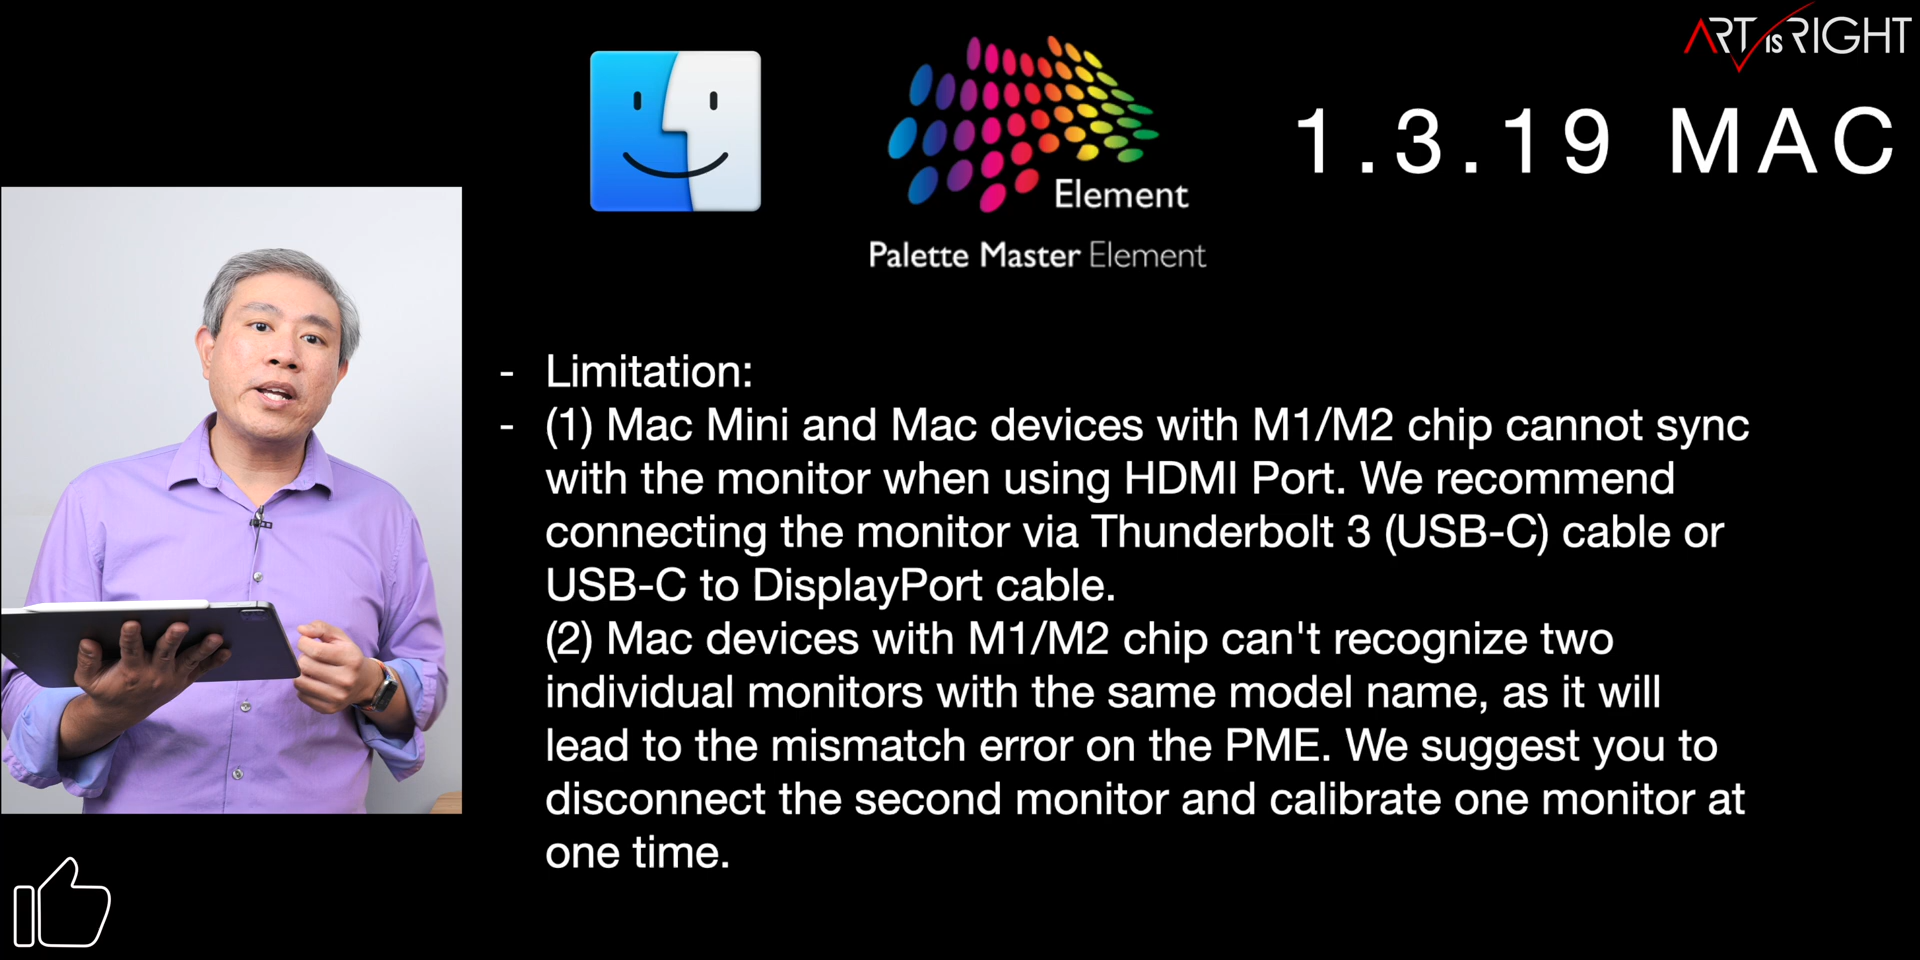 ART is RIGHT
1.3.19 MAC
Element
Palette Master Element
- Limitation:
- (1) Mac Mini and Mac devices with M1/M2 chip cannot sync
with the monitor when using HDMI Port. We recommend
connecting the monitor via Thunderbolt 3 (USB-C) cable or
USB-C to DisplayPort cable.
(2) Mac devices with M1/M2 chip can't recognize two
individual monitors with the same model name, as it will
lead to the mismatch error on the PME. We suggest you to
disconnect the second monitor and calibrate one monitor at
one time.